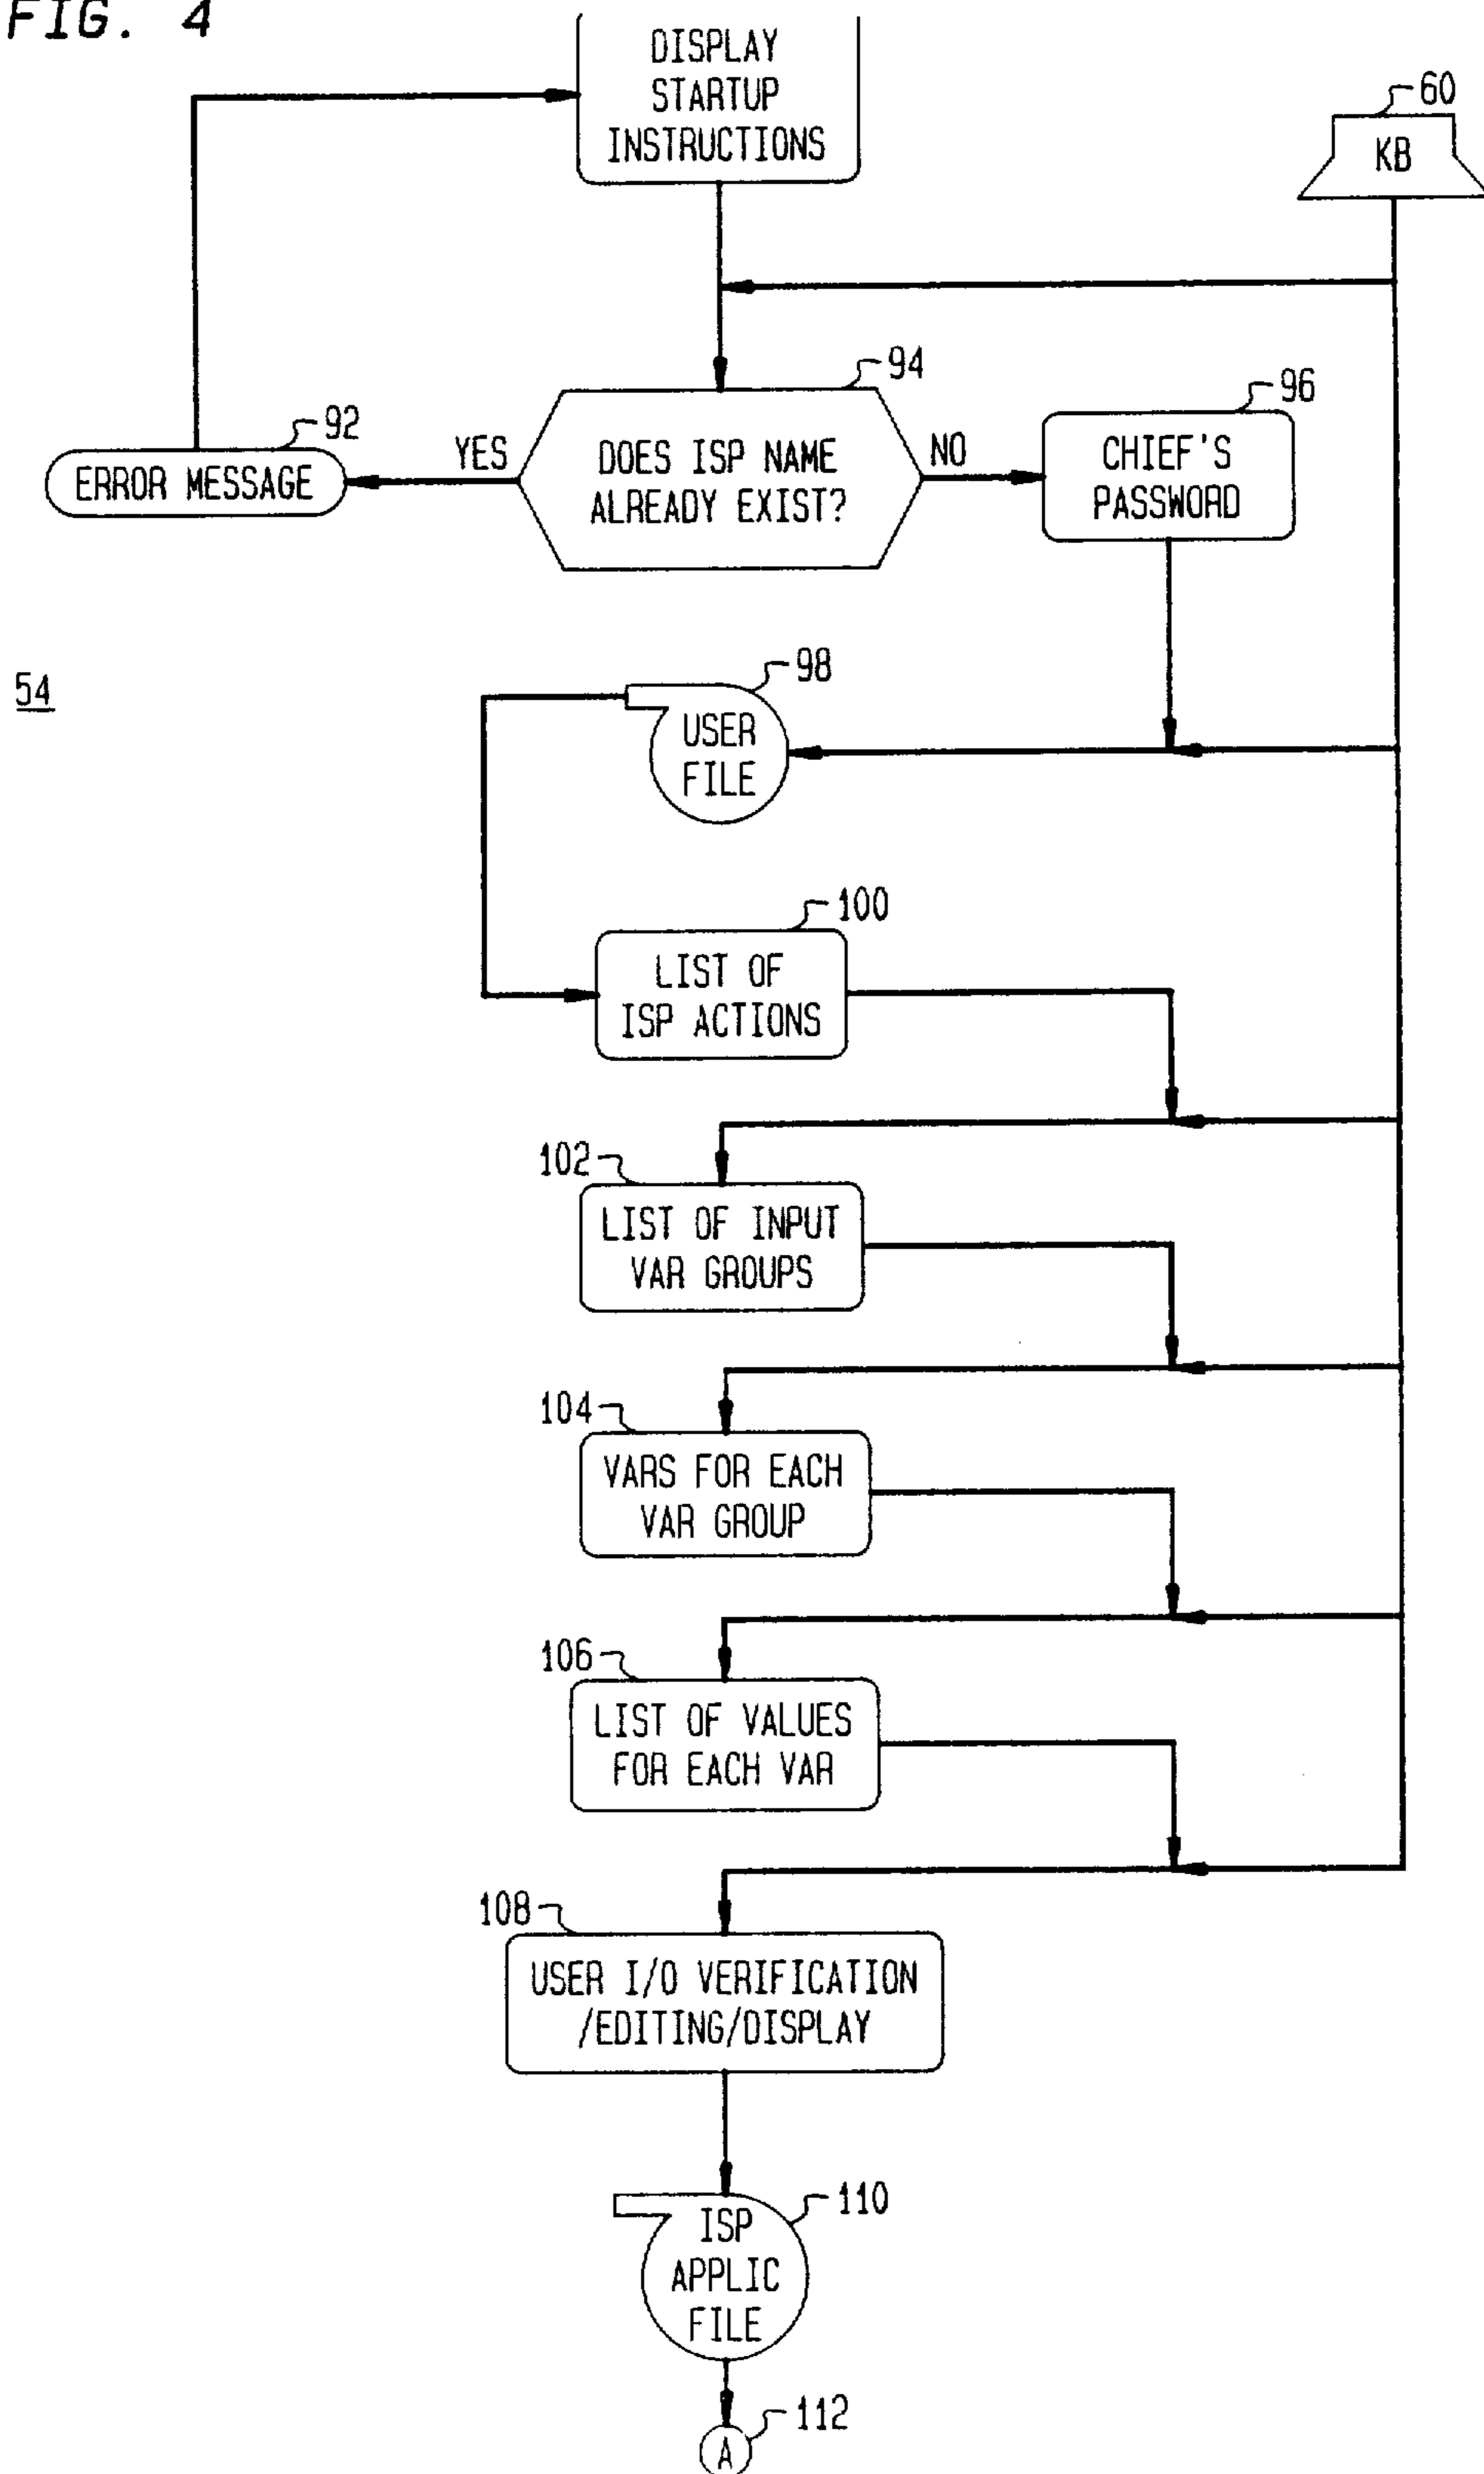 FIG. 4
DISPLAY
STARTUP
INSTRUCTIONS
60
KB
94
92
YES
DOES ISP NAME
ALREADY EXIST?
NO
96
CHIEF'S
PASSWORD
ERROR MESSAGE
54
98
USER
FILE
100
LIST OF
ISP ACTIONS
102
LIST OF INPUT
VAR GROUPS
104
VARS FOR EACH
VAR GROUP
106
LIST OF VALUES
FOR EACH VAR
108
USER I/O VERIFICATION
/EDITING/DISPLAY
110
ISP
APPLIC
FILE
112
A